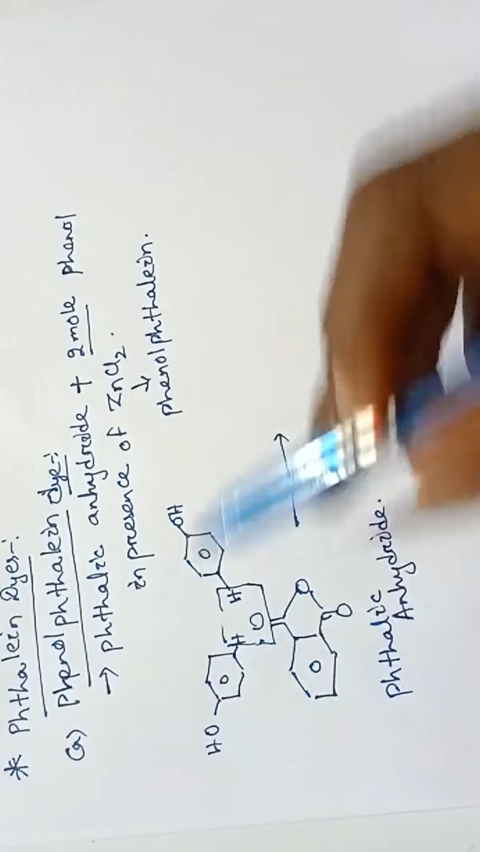 * Phthalein Dyes:-
(a) Phenolphthalein dye:-
→ phthalic anhydride + 2 mole phenol
in presence of ZnCl2.
↓
phenolphthalein.
HO
OH
H
H
O
O
O
phthalic
Anhydride.